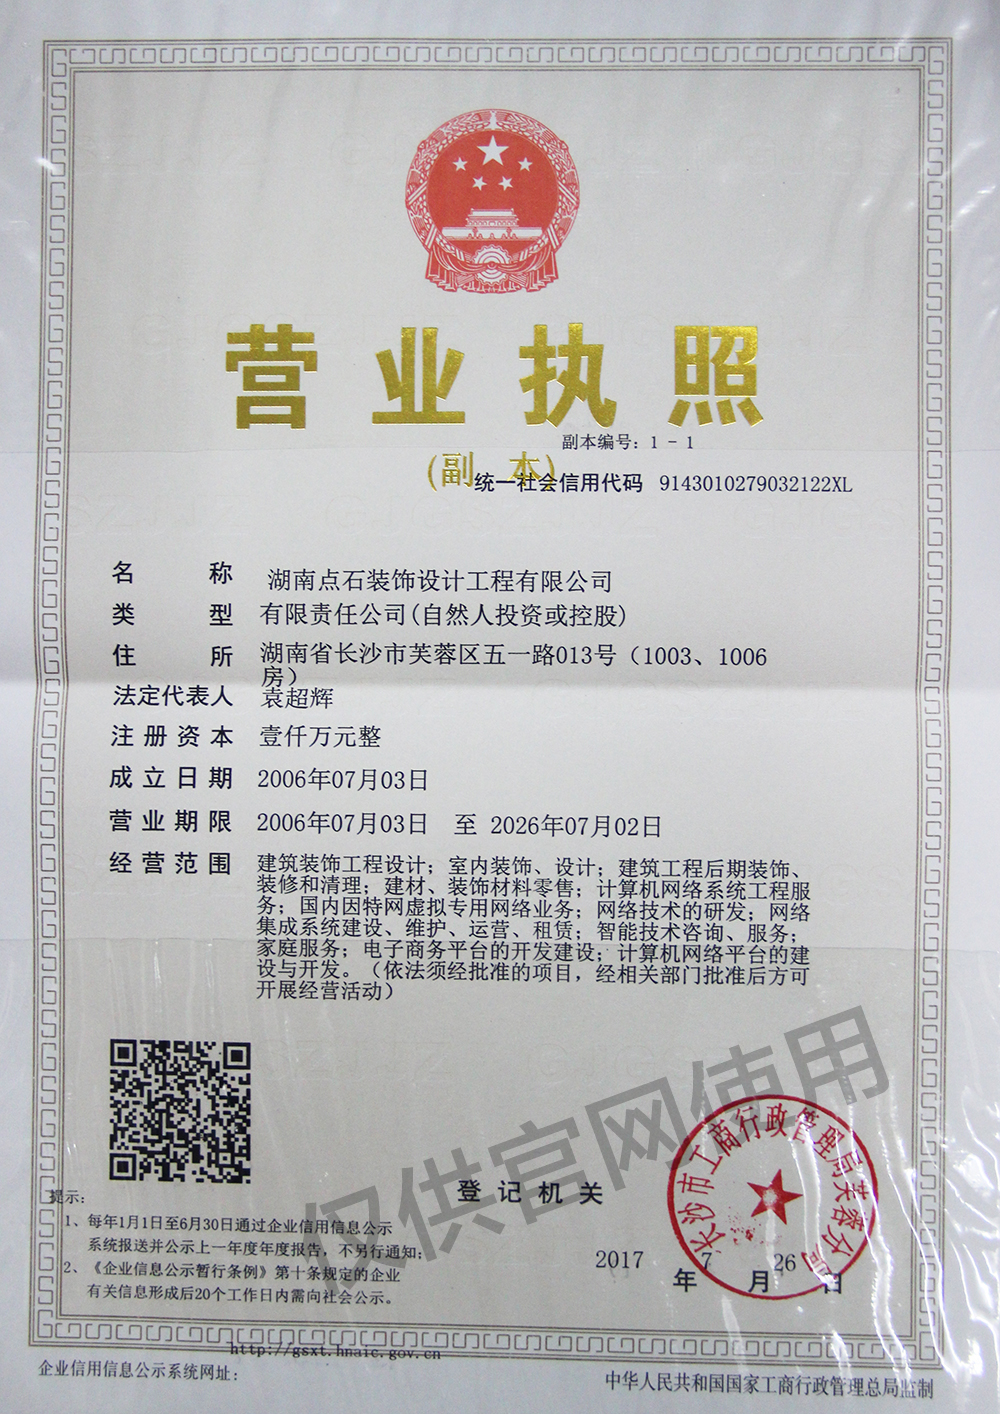 营业执照
副本编号：1-1
(副 本)
统一社会信用代码 9143010279032122XL
名称 湖南点石装饰设计工程有限公司
类型 有限责任公司(自然人投资或控股)
住所 湖南省长沙市芙蓉区五一路013号（1003、1006
房）
法定代表人 袁超辉
注册资本 壹仟万元整
成立日期 2006年07月03日
营业期限 2006年07月03日 至 2026年07月02日
经营范围 建筑装饰工程设计；室内装饰、设计；建筑工程后期装饰、
装修和清理；建材、装饰材料零售；计算机网络系统工程服
务；国内因特网虚拟专用网络业务；网络技术的研发；网络
集成系统建设、维护、运营、租赁；智能技术咨询、服务；
家庭服务；电子商务平台的开发建设；计算机网络平台的建
设与开发。（依法须经批准的项目，经相关部门批准后方可
开展经营活动）
仅供官网使用
长沙市工商行政管理局芙蓉分局
登记机关
2017年7月26日
提示：
1、每年1月1日至6月30日通过企业信用信息公示
系统报送并公示上一年度年度报告，不另行通知；
2、《企业信息公示暂行条例》第十条规定的企业
有关信息形成后20个工作日内需向社会公示。
http://gsxt.hnaic.gov.cn
企业信用信息公示系统网址：
中华人民共和国国家工商行政管理总局监制